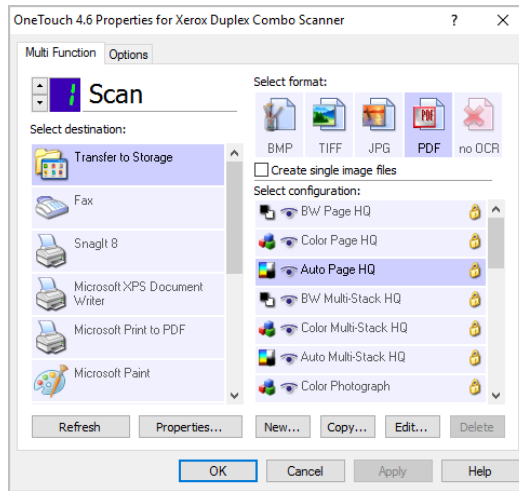 OneTouch 4.6 Properties for Xerox Duplex Combo Scanner ? X
Multi Function Options
1 Scan
Select destination:
Transfer to Storage
Fax
SnagIt 8
Microsoft XPS Document
Writer
Microsoft Print to PDF
Microsoft Paint
Refresh Properties...
Select format:
PDF
BMP TIFF JPG PDF no OCR
Create single image files
Select configuration:
BW Page HQ
Color Page HQ
Auto Page HQ
BW Multi-Stack HQ
Color Multi-Stack HQ
Auto Multi-Stack HQ
Color Photograph
New... Copy... Edit... Delete
OK Cancel Apply Help